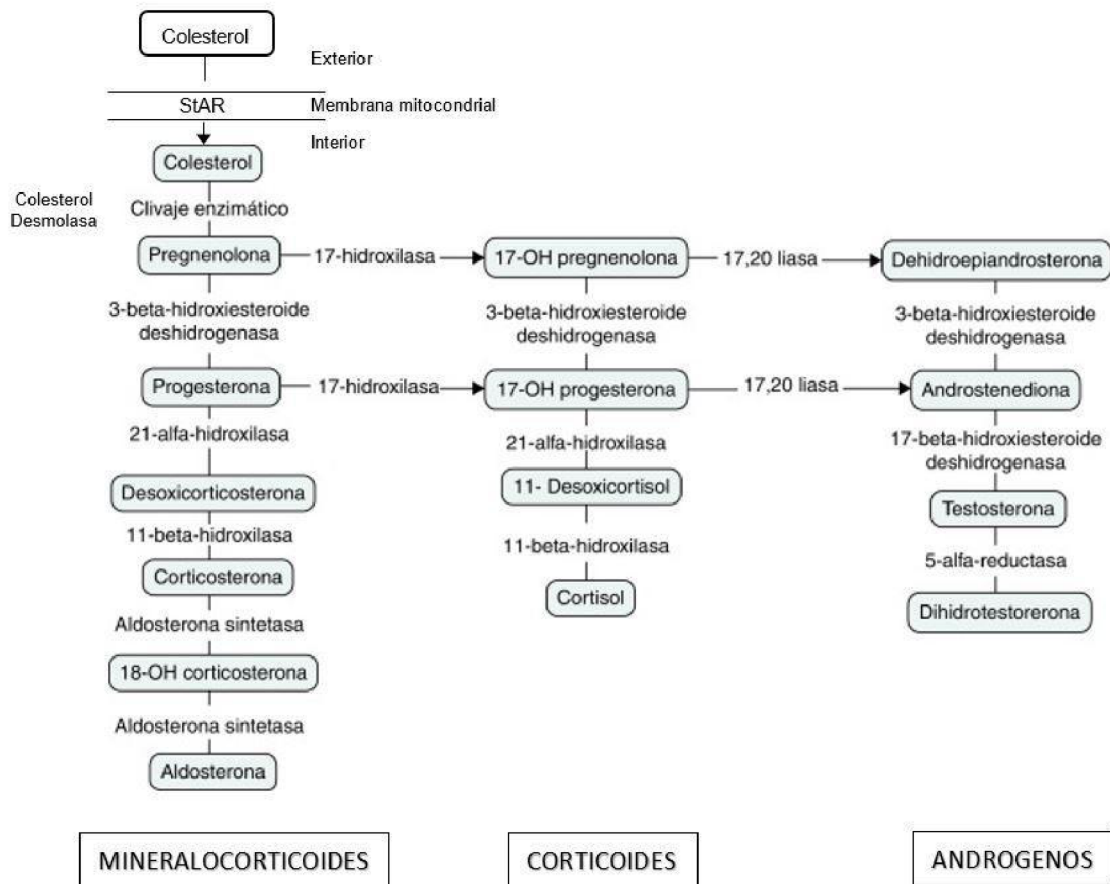 Colesterol
Exterior
StAR
Membrana mitocondrial
Interior
Colesterol
Colesterol
Desmolasa
Clivaje enzimático
Pregnenolona
17-hidroxilasa
17-OH pregnenolona
17,20 liasa
Dehidroepiandrosterona
3-beta-hidroxiesteroide
deshidrogenasa
3-beta-hidroxiesteroide
deshidrogenasa
3-beta-hidroxiesteroide
deshidrogenasa
Progesterona
17-hidroxilasa
17-OH progesterona
17,20 liasa
Androstenediona
21-alfa-hidroxilasa
21-alfa-hidroxilasa
17-beta-hidroxiesteroide
deshidrogenasa
Desoxicorticosterona
11- Desoxicortisol
Testosterona
11-beta-hidroxilasa
11-beta-hidroxilasa
5-alfa-reductasa
Corticosterona
Cortisol
Dihidrotestorerona
Aldosterona sintetasa
18-OH corticosterona
Aldosterona sintetasa
Aldosterona
MINERALOCORTICOIDES
CORTICOIDES
ANDROGENOS